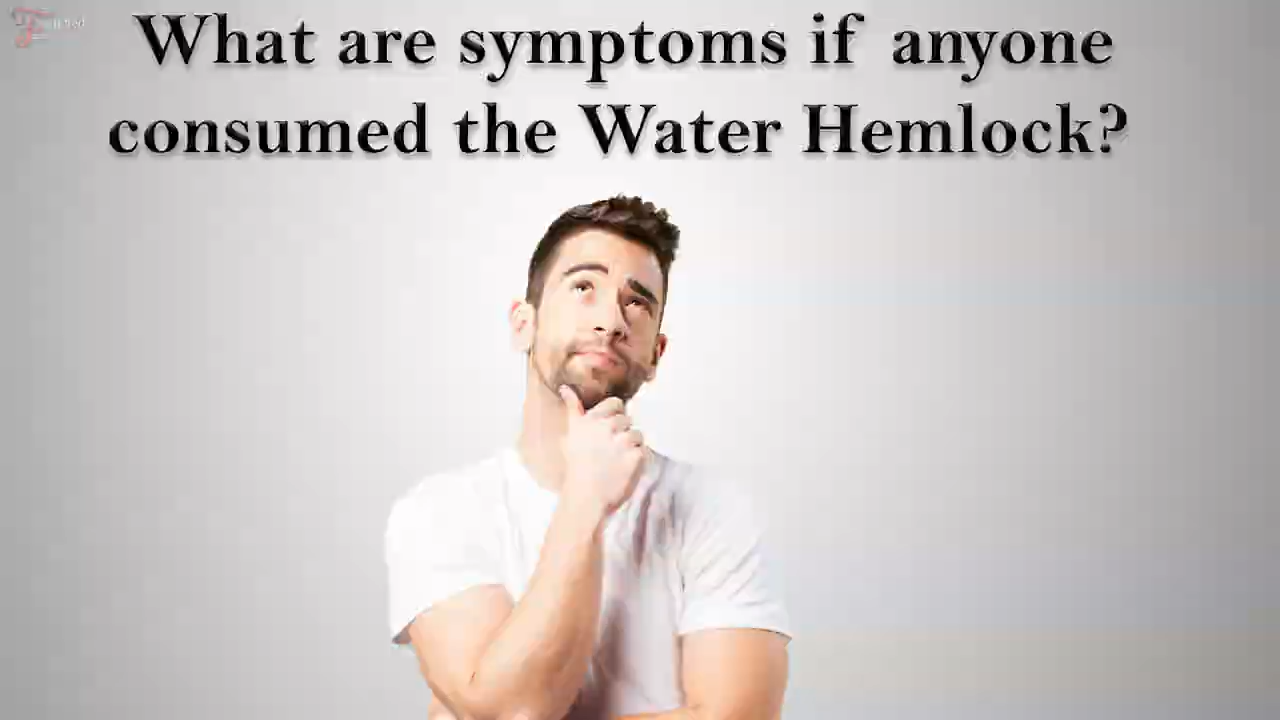 What are symptoms if anyone
consumed the Water Hemlock?